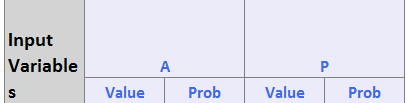 Input
Variable
s
A P
Value Prob Value Prob